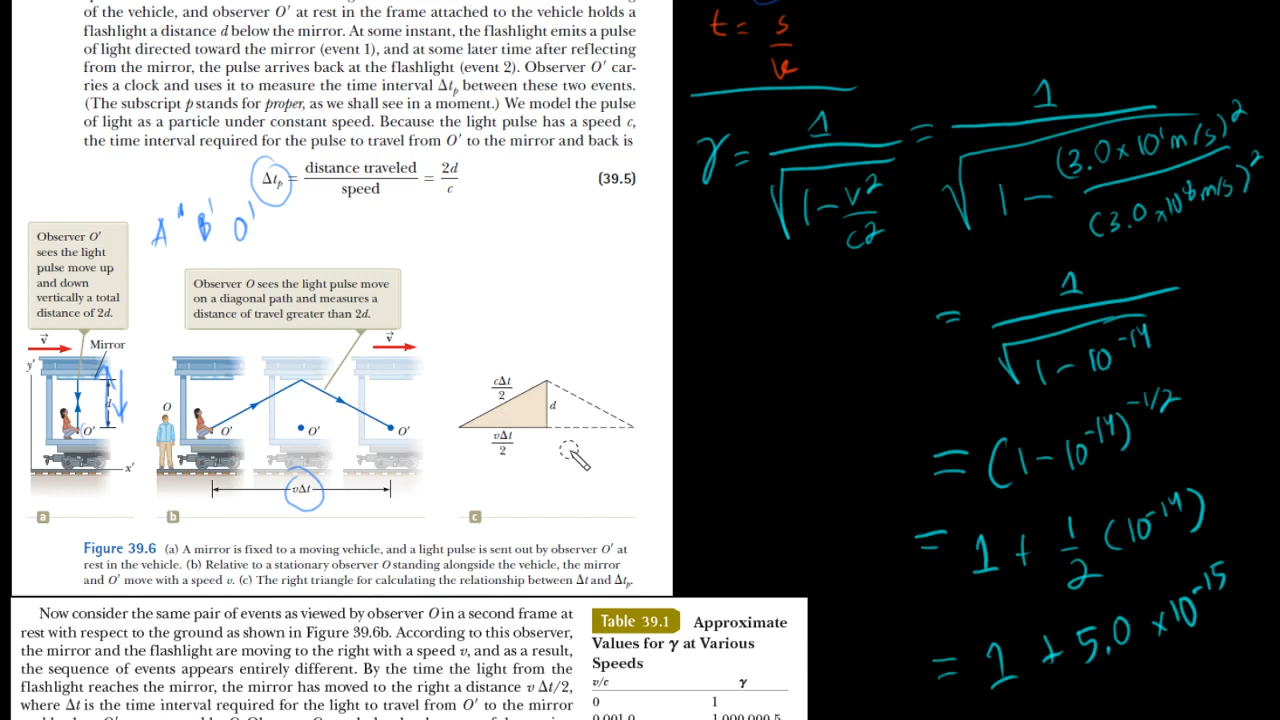 of the vehicle, and observer O′ at rest in the frame attached to the vehicle holds a
flashlight a distance d below the mirror. At some instant, the flashlight emits a pulse
of light directed toward the mirror (event 1), and at some later time after reflecting
from the mirror, the pulse arrives back at the flashlight (event 2). Observer O′ car-
ries a clock and uses it to measure the time interval Δtp between these two events.
(The subscript p stands for proper, as we shall see in a moment.) We model the pulse
of light as a particle under constant speed. Because the light pulse has a speed c,
the time interval required for the pulse to travel from O′ to the mirror and back is
Δtp = distance traveled / speed = 2d / c (39.5)
A" B' O'
Observer O′
sees the light
pulse move up
and down
vertically a total
distance of 2d.
Observer O sees the light pulse move
on a diagonal path and measures a
distance of travel greater than 2d.
v⃗
Mirror
y′
d
O′
x′
a
v⃗
O
O′
O′
O′
vΔt
b
cΔt / 2
d
vΔt / 2
c
Figure 39.6 (a) A mirror is fixed to a moving vehicle, and a light pulse is sent out by observer O′ at
rest in the vehicle. (b) Relative to a stationary observer O standing alongside the vehicle, the mirror
and O′ move with a speed v. (c) The right triangle for calculating the relationship between Δt and Δtp.
Now consider the same pair of events as viewed by observer O in a second frame at
rest with respect to the ground as shown in Figure 39.6b. According to this observer,
the mirror and the flashlight are moving to the right with a speed v, and as a result,
the sequence of events appears entirely different. By the time the light from the
flashlight reaches the mirror, the mirror has moved to the right a distance v Δt/2,
where Δt is the time interval required for the light to travel from O′ to the mirror
Table 39.1 Approximate
Values for γ at Various
Speeds
v/c γ
0 1
0.001 0 1.000 000 5
t = s / v
γ = 1 / √(1 - v² / c²) = 1 / √(1 - (3.0 × 10¹ m/s)² / (3.0 × 10⁸ m/s)²)
= 1 / √(1 - 10⁻¹⁴)
= (1 - 10⁻¹⁴)^-1/2
= 1 + 1/2 (10⁻¹⁴)
= 1 + 5.0 × 10⁻¹⁵